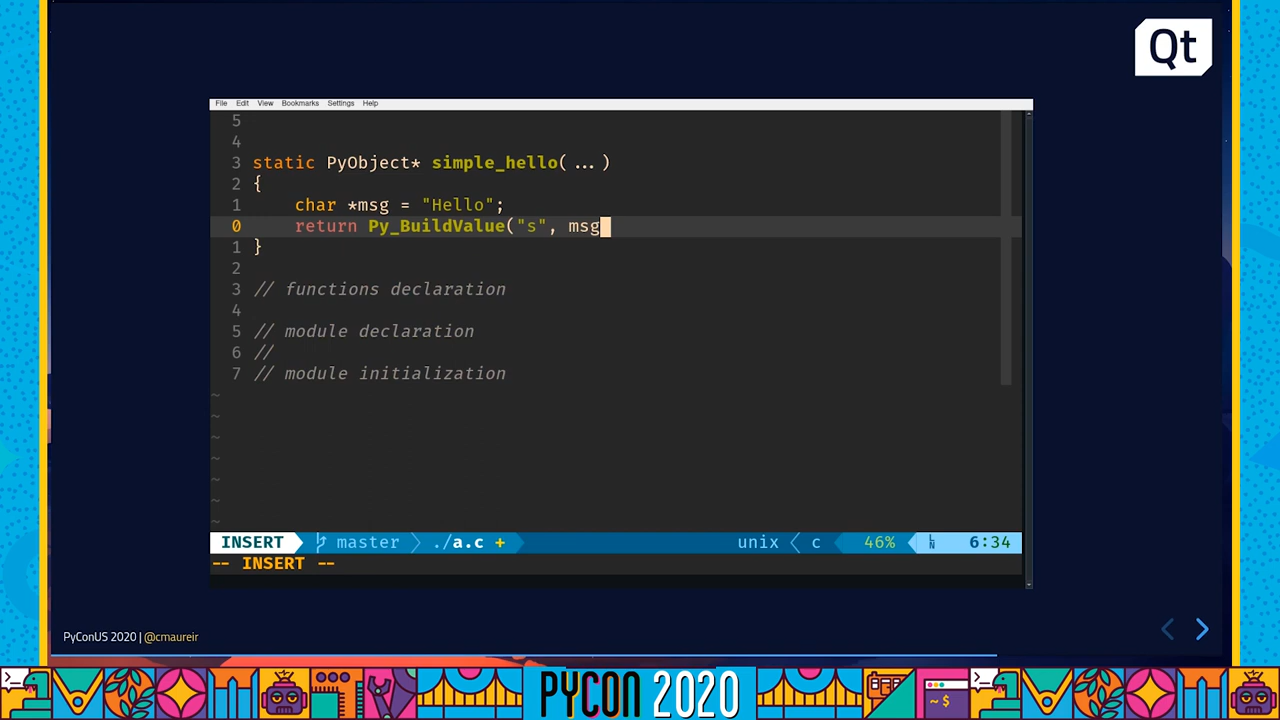 Qt
File Edit View Bookmarks Settings Help
5
4
3 static PyObject* simple_hello(...)
2 {
1 char *msg = "Hello";
0 return Py_BuildValue("s", msg
1 }
2
3 // functions declaration
4
5 // module declaration
6 //
7 // module initialization
~
~
~
~
~
~
~
INSERT master ./a.c + unix c 46% LN 6:34
-- INSERT --
PyConUS 2020 | @cmaureir
PYCON 2020
~ $